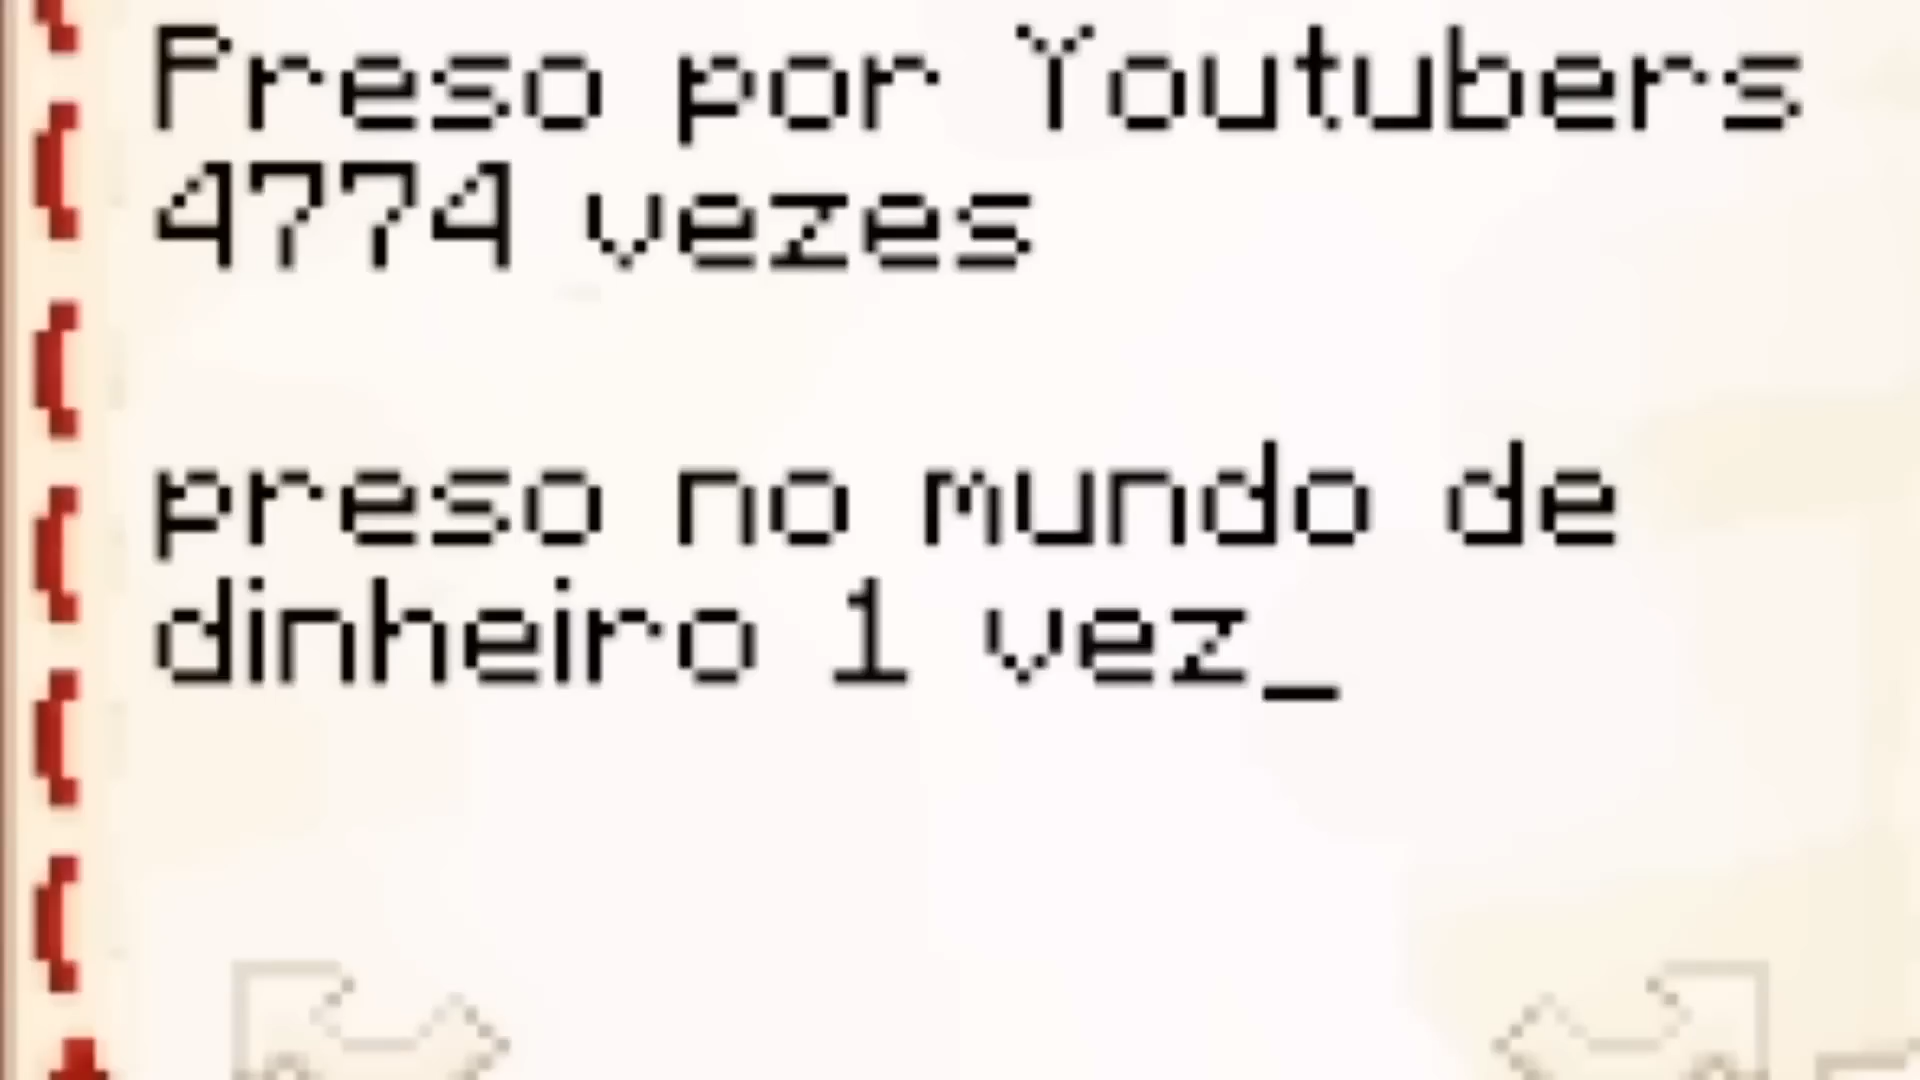 Preso por Youtubers
4774 vezes
preso no mundo de
dinheiro 1 vez_